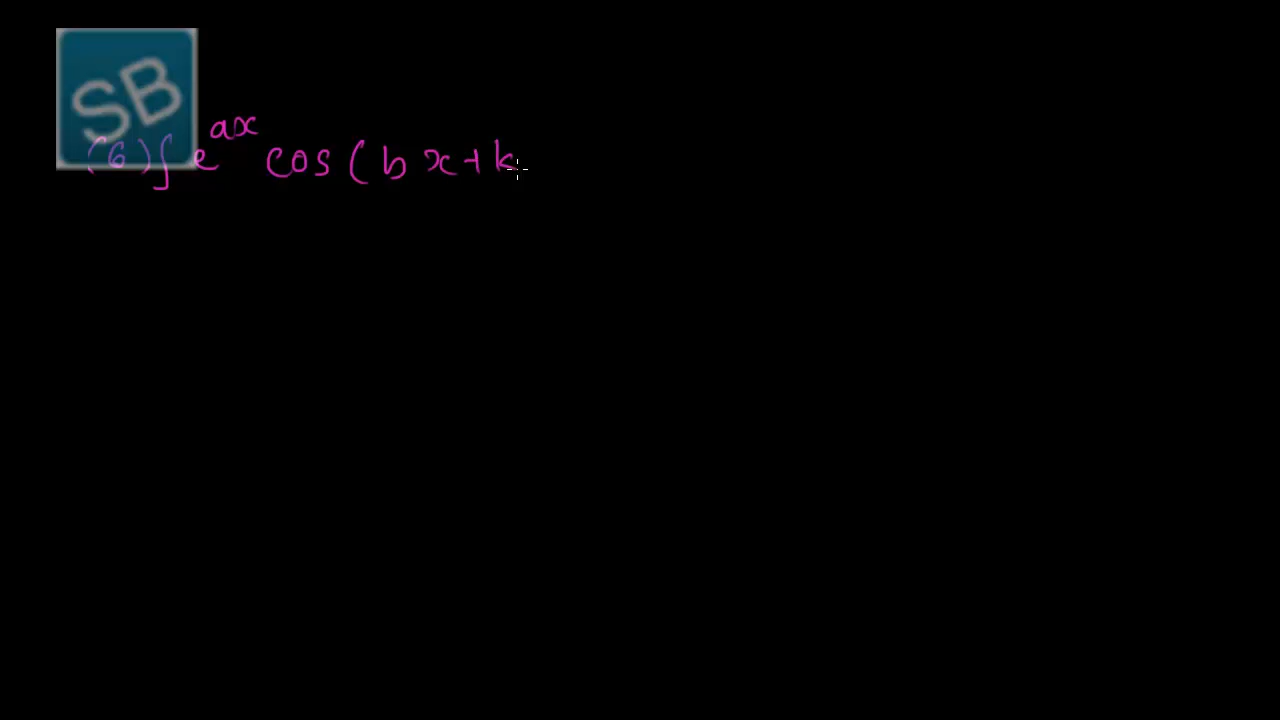 SB
(6) ∫ e^ax cos (bx+k